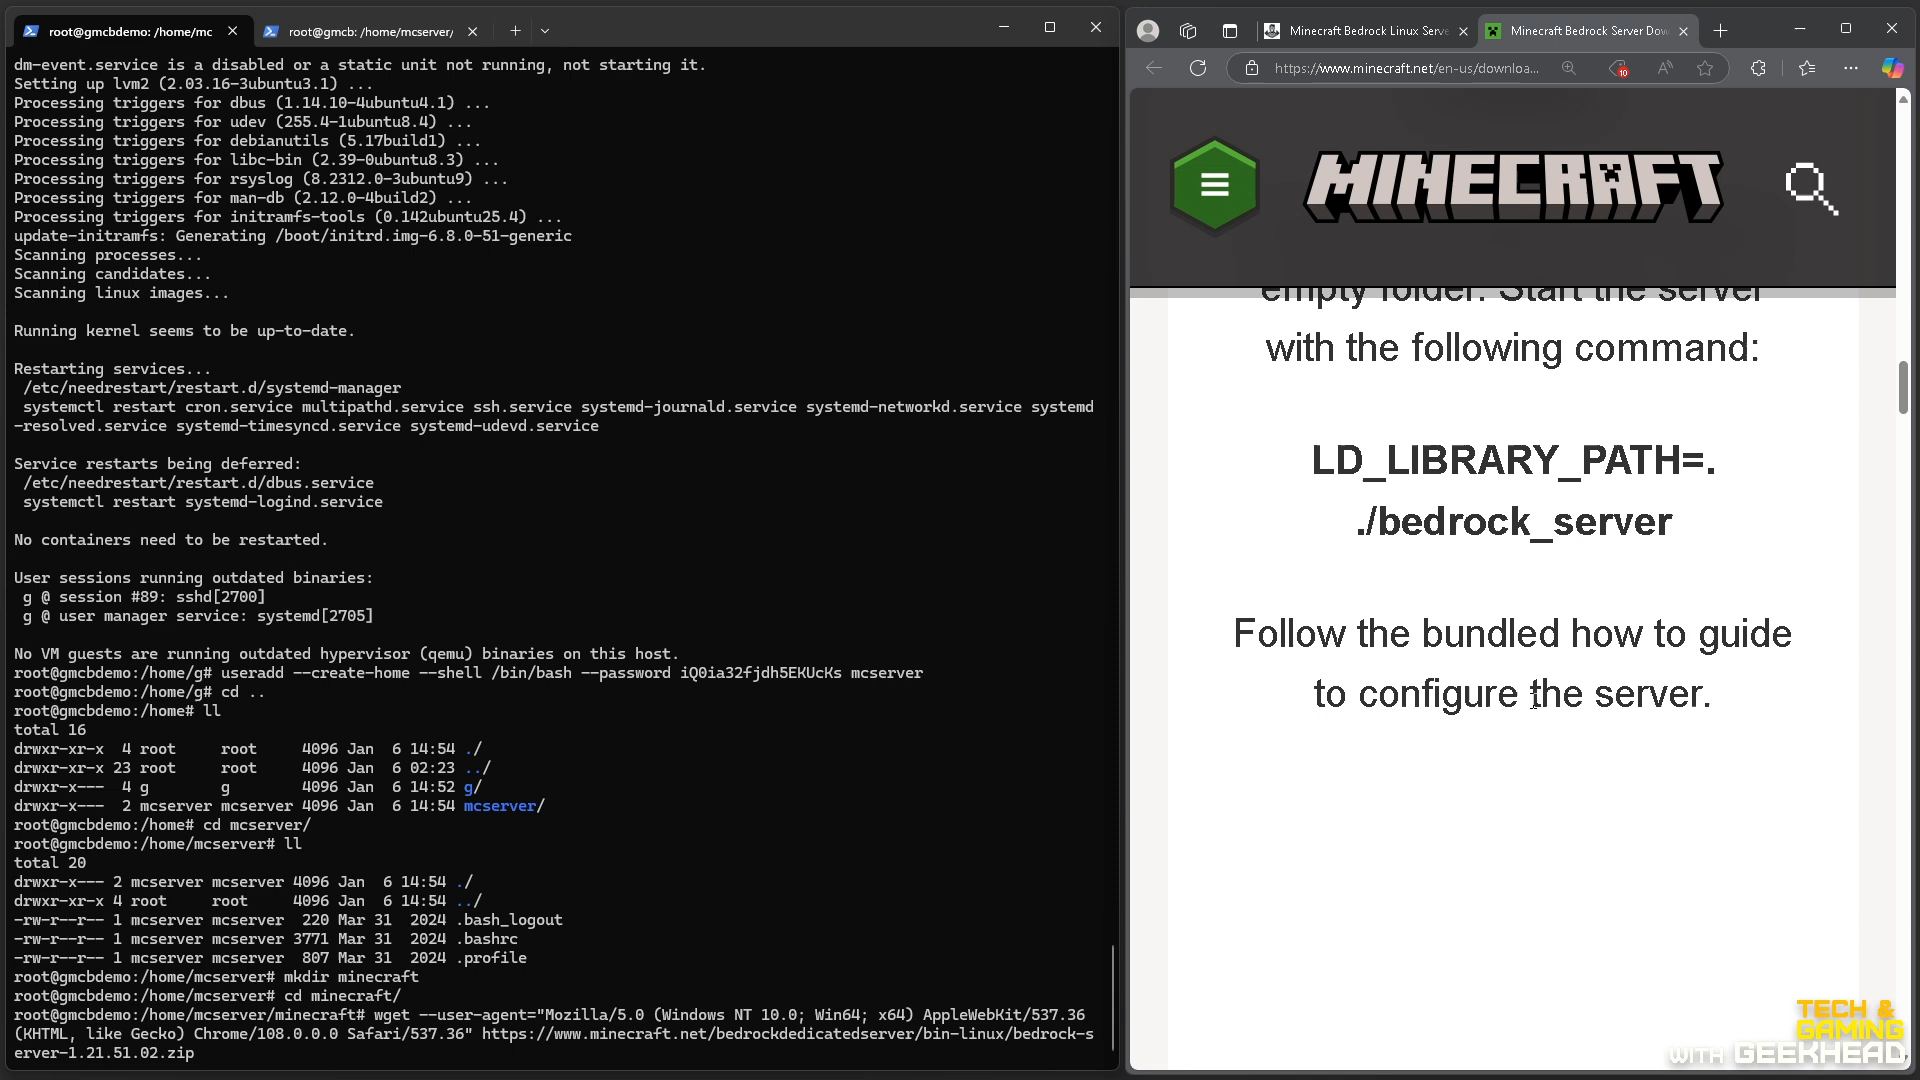 root@gmcbdemo: /home/mc
root@gmcb: /home/mcserver/
dm-event.service is a disabled or a static unit not running, not starting it.
Setting up lvm2 (2.03.16-3ubuntu3.1) ...
Processing triggers for dbus (1.14.10-4ubuntu4.1) ...
Processing triggers for udev (255.4-1ubuntu8.4) ...
Processing triggers for debianutils (5.17build1) ...
Processing triggers for libc-bin (2.39-0ubuntu8.3) ...
Processing triggers for rsyslog (8.2312.0-3ubuntu9) ...
Processing triggers for man-db (2.12.0-4build2) ...
Processing triggers for initramfs-tools (0.142ubuntu25.4) ...
update-initramfs: Generating /boot/initrd.img-6.8.0-51-generic
Scanning processes...
Scanning candidates...
Scanning linux images...
Running kernel seems to be up-to-date.
Restarting services...
/etc/needrestart/restart.d/systemd-manager
systemctl restart cron.service multipathd.service ssh.service systemd-journald.service systemd-networkd.service systemd
-resolved.service systemd-timesyncd.service systemd-udevd.service
Service restarts being deferred:
/etc/needrestart/restart.d/dbus.service
systemctl restart systemd-logind.service
No containers need to be restarted.
User sessions running outdated binaries:
g @ session #89: sshd[2700]
g @ user manager service: systemd[2705]
No VM guests are running outdated hypervisor (qemu) binaries on this host.
root@gmcbdemo:/home/g# useradd --create-home --shell /bin/bash --password iQ0ia32fjdh5EKUcKs mcserver
root@gmcbdemo:/home/g# cd ..
root@gmcbdemo:/home# ll
total 16
drwxr-xr-x 4 root root 4096 Jan 6 14:54 ./
drwxr-xr-x 23 root root 4096 Jan 6 02:23 ../
drwxr-x--- 4 g g 4096 Jan 6 14:52 g/
drwxr-x--- 2 mcserver mcserver 4096 Jan 6 14:54 mcserver/
root@gmcbdemo:/home# cd mcserver/
root@gmcbdemo:/home/mcserver# ll
total 20
drwxr-x--- 2 mcserver mcserver 4096 Jan 6 14:54 ./
drwxr-xr-x 4 root root 4096 Jan 6 14:54 ../
-rw-r--r-- 1 mcserver mcserver 220 Mar 31 2024 .bash_logout
-rw-r--r-- 1 mcserver mcserver 3771 Mar 31 2024 .bashrc
-rw-r--r-- 1 mcserver mcserver 807 Mar 31 2024 .profile
root@gmcbdemo:/home/mcserver# mkdir minecraft
root@gmcbdemo:/home/mcserver# cd minecraft/
root@gmcbdemo:/home/mcserver/minecraft# wget --user-agent="Mozilla/5.0 (Windows NT 10.0; Win64; x64) AppleWebKit/537.36
(KHTML, like Gecko) Chrome/108.0.0.0 Safari/537.36" https://www.minecraft.net/bedrockdedicatedserver/bin-linux/bedrock-s
erver-1.21.51.02.zip
Minecraft Bedrock Linux Serve
Minecraft Bedrock Server Dow
https://www.minecraft.net/en-us/downloa...
10
MINECRAFT
empty folder. Start the server
with the following command:
LD_LIBRARY_PATH=.
./bedrock_server
Follow the bundled how to guide
to configure the server.
TECH &
GAMING
WITH GEEKHEAD